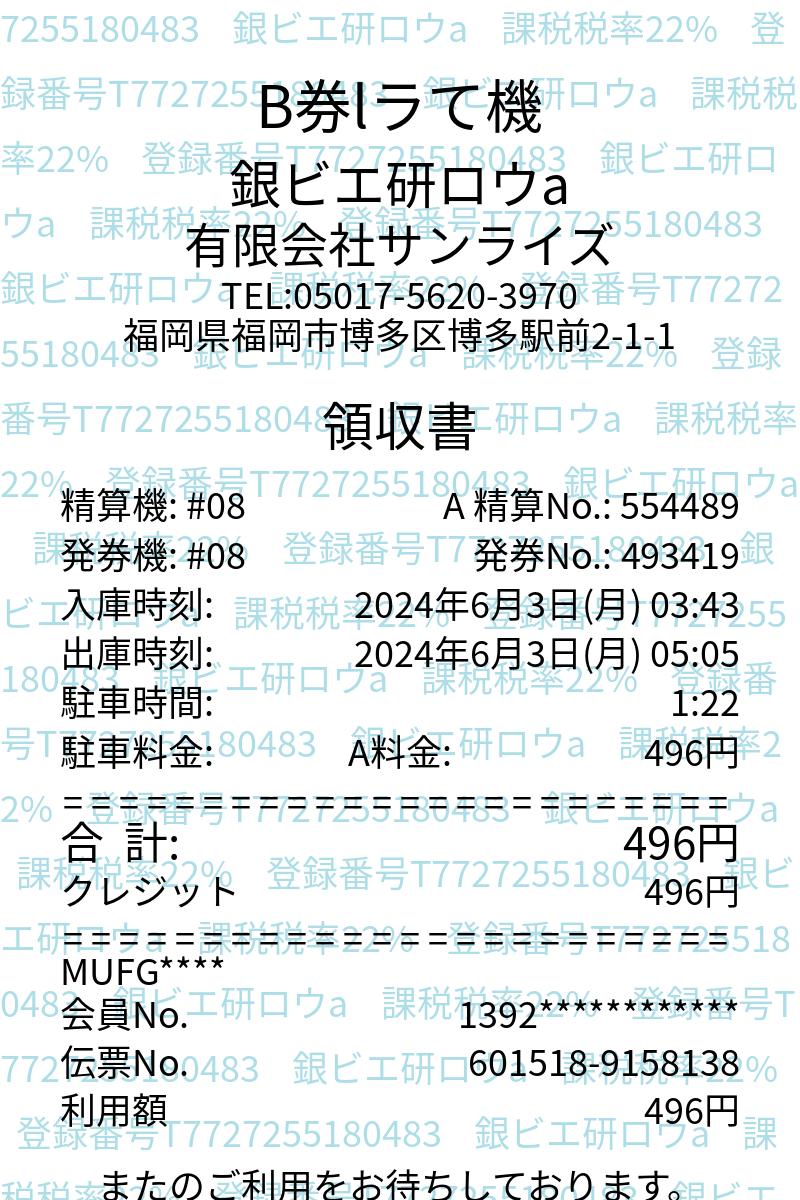 B券lラて機
銀ビエ研ロウa
有限会社サンライズ
TEL:05017-5620-3970
福岡県福岡市博多区博多駅前2-1-1
領収書
精算機: #08 A 精算No.: 554489
発券機: #08 発券No.: 493419
入庫時刻: 2024年6月3日(月) 03:43
出庫時刻: 2024年6月3日(月) 05:05
駐車時間: 1:22
駐車料金: A料金: 496円
========================
合 計: 496円
クレジット 496円
========================
MUFG****
会員No. 1392************
伝票No. 601518-9158138
利用額 496円
またのご利用をお待ちしております。
7255180483 銀ビエ研ロウa 課税税率22% 登
録番号T7727255180483 銀ビエ研ロウa 課税税
率22% 登録番号T7727255180483 銀ビエ研ロ
ウa 課税税率22% 登録番号T7727255180483
銀ビエ研ロウa 課税税率22% 登録番号T77272
55180483 銀ビエ研ロウa 課税税率22% 登録
番号T7727255180483 銀ビエ研ロウa 課税税率
22% 登録番号T7727255180483 銀ビエ研ロウa
課税税率22% 登録番号T7727255180483 銀
ビエ研ロウa 課税税率22% 登録番号T7727255
180483 銀ビエ研ロウa 課税税率22% 登録番
号T7727255180483 銀ビエ研ロウa 課税税率2
2% 登録番号T7727255180483 銀ビエ研ロウa
課税税率22% 登録番号T7727255180483 銀ビ
エ研ロウa 課税税率22% 登録番号T772725518
0483 銀ビエ研ロウa 課税税率22% 登録番号T
7727255180483 銀ビエ研ロウa 課税税率22%
登録番号T7727255180483 銀ビエ研ロウa 課